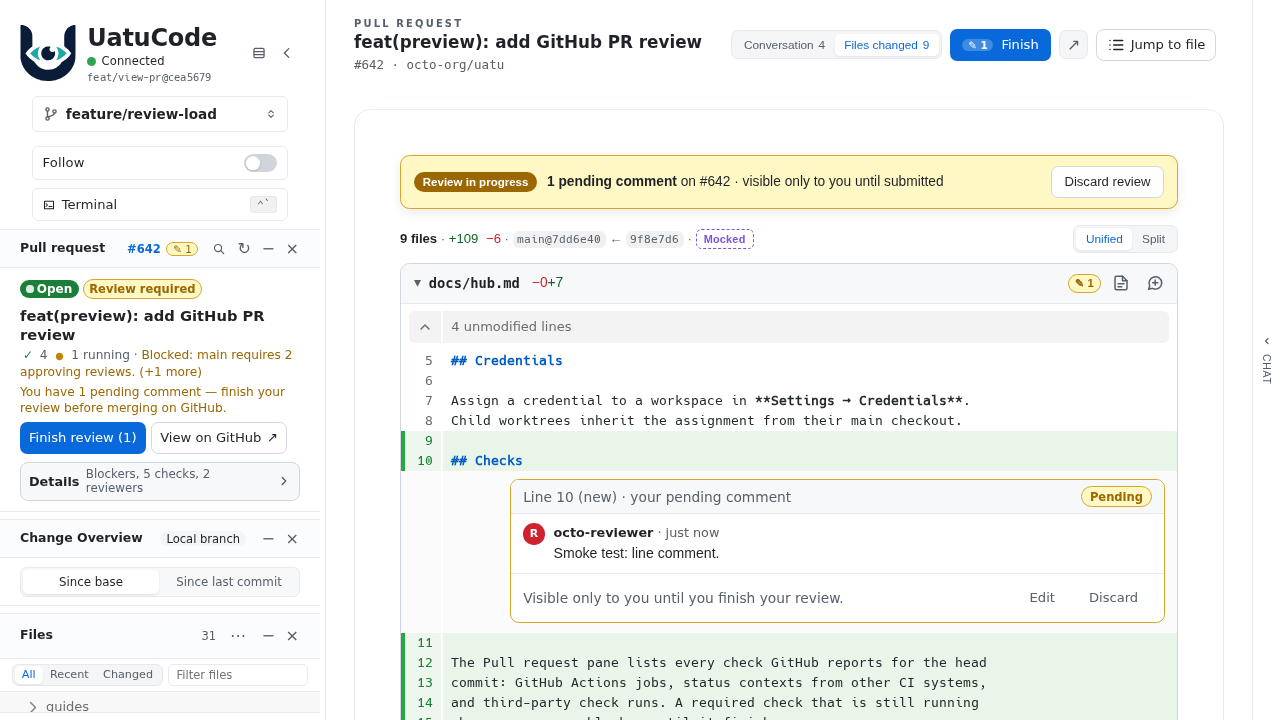 UatuCode
Connected
feat/view-pr@cea5679
feature/review-load
Follow
Terminal ⌃`
Pull request #642 ✎ 1
Open Review required
feat(preview): add GitHub PR
review
✓ 4 ● 1 running · Blocked: main requires 2
approving reviews. (+1 more)
You have 1 pending comment — finish your
review before merging on GitHub.
Finish review (1) View on GitHub ↗
Details Blockers, 5 checks, 2
reviewers
Change Overview Local branch
Since base Since last commit
Files 31 ⋯
All Recent Changed Filter files
guides
PULL REQUEST
feat(preview): add GitHub PR review
#642 · octo-org/uatu
Conversation 4 Files changed 9
✎ 1 Finish
↗
Jump to file
Review in progress 1 pending comment on #642 · visible only to you until submitted Discard review
9 files · +109 −6 · main@7dd6e40 ← 9f8e7d6 · Mocked
Unified Split
▼ docs/hub.md −0+7 ✎ 1
4 unmodified lines
5 ## Credentials
6
7 Assign a credential to a workspace in **Settings → Credentials**.
8 Child worktrees inherit the assignment from their main checkout.
9
10 ## Checks
Line 10 (new) · your pending comment Pending
R octo-reviewer · just now
Smoke test: line comment.
Visible only to you until you finish your review. Edit Discard
11
12 The Pull request pane lists every check GitHub reports for the head
13 commit: GitHub Actions jobs, status contexts from other CI systems,
14 and third-party check runs. A required check that is still running
CHAT